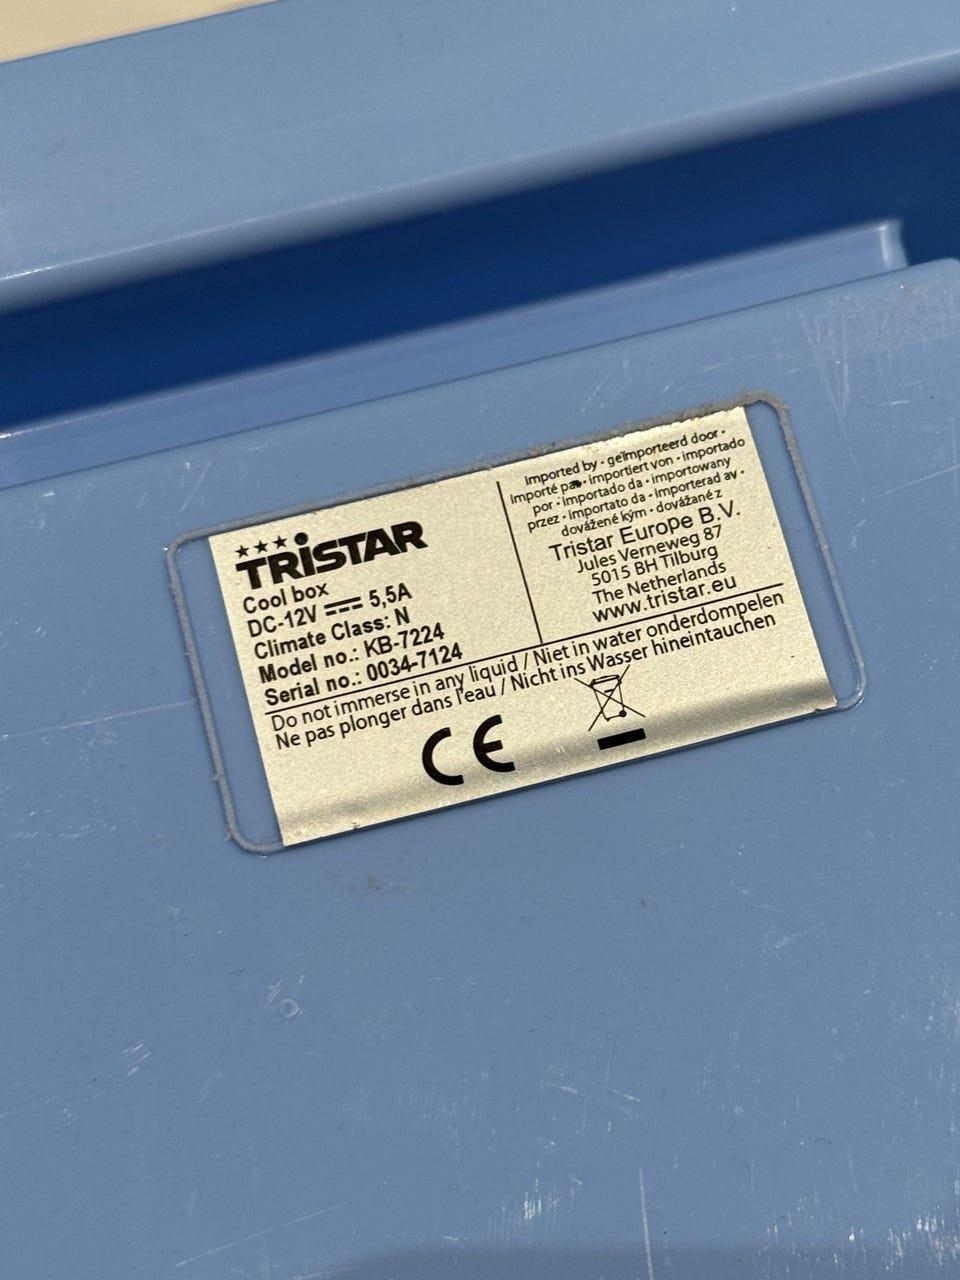 TRiSTAR
Cool box
DC-12V ⎓ 5,5A
Climate Class: N
Model no.: KB-7224
Serial no.: 0034-7124
Imported by - geïmporteerd door -
importé par - importiert von - importado
por - importado da - importowany
przez - importato da - importerad av -
dovážené kým - dovážané z
Tristar Europe B.V.
Jules Verneweg 87
5015 BH Tilburg
The Netherlands
www.tristar.eu
Do not immerse in any liquid / Niet in water onderdompelen
Ne pas plonger dans l'eau / Nicht ins Wasser hineintauchen
CE